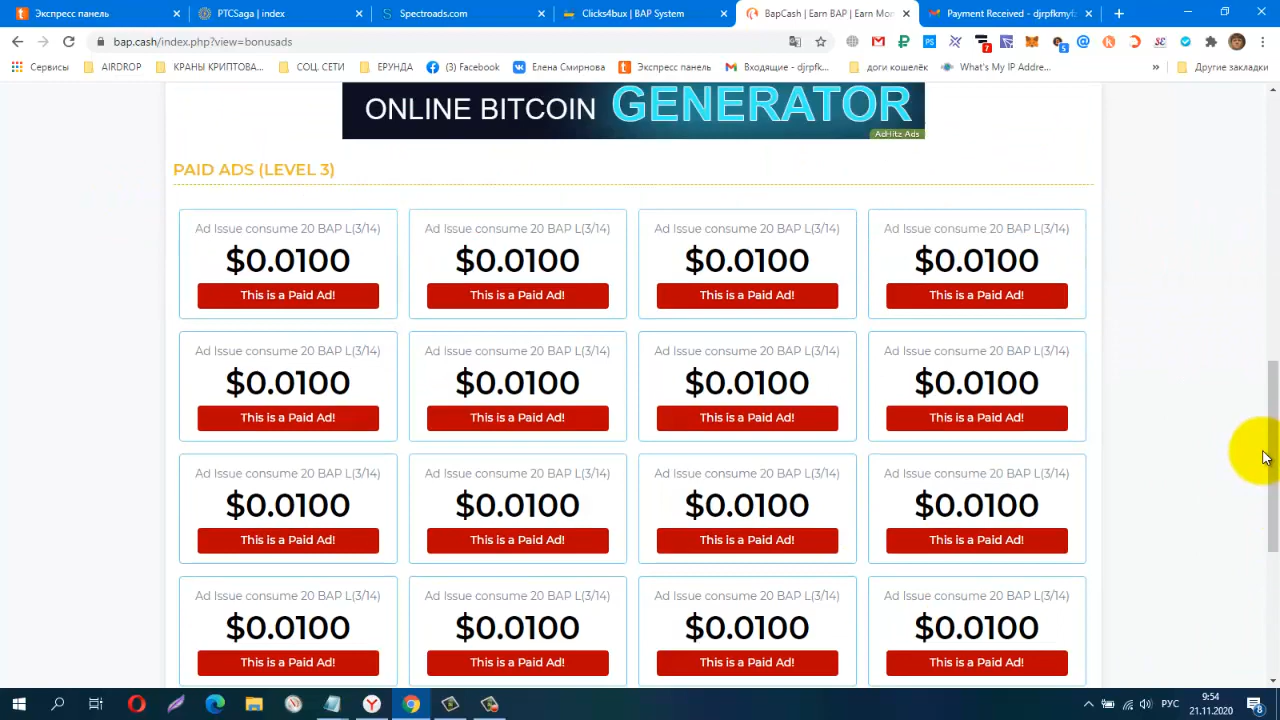 Экспресс панель
PTCSaga | index
Spectroads.com
Clicks4bux | BAP System
BapCash | Earn BAP | Earn Mon
Payment Received - djrpfkmyfs
bap.cash/index.php?view=bonusads
Сервисы
AIRDROP
КРАНЫ КРИПТОВА...
СОЦ. СЕТИ
ЕРУНДА
(3) Facebook
Елена Смирнова
Экспресс панель
Входящие - djrpfk...
доги кошелёк
What's My IP Addre...
»
Другие закладки
ONLINE BITCOIN GENERATOR
AdHitz Ads
PAID ADS (LEVEL 3)
Ad Issue consume 20 BAP L(3/14) Ad Issue consume 20 BAP L(3/14) Ad Issue consume 20 BAP L(3/14) Ad Issue consume 20 BAP L(3/14)
$0.0100 $0.0100 $0.0100 $0.0100
This is a Paid Ad! This is a Paid Ad! This is a Paid Ad! This is a Paid Ad!
Ad Issue consume 20 BAP L(3/14) Ad Issue consume 20 BAP L(3/14) Ad Issue consume 20 BAP L(3/14) Ad Issue consume 20 BAP L(3/14)
$0.0100 $0.0100 $0.0100 $0.0100
This is a Paid Ad! This is a Paid Ad! This is a Paid Ad! This is a Paid Ad!
Ad Issue consume 20 BAP L(3/14) Ad Issue consume 20 BAP L(3/14) Ad Issue consume 20 BAP L(3/14) Ad Issue consume 20 BAP L(3/14)
$0.0100 $0.0100 $0.0100 $0.0100
This is a Paid Ad! This is a Paid Ad! This is a Paid Ad! This is a Paid Ad!
Ad Issue consume 20 BAP L(3/14) Ad Issue consume 20 BAP L(3/14) Ad Issue consume 20 BAP L(3/14) Ad Issue consume 20 BAP L(3/14)
$0.0100 $0.0100 $0.0100 $0.0100
This is a Paid Ad! This is a Paid Ad! This is a Paid Ad! This is a Paid Ad!
РУС
9:54
21.11.2020